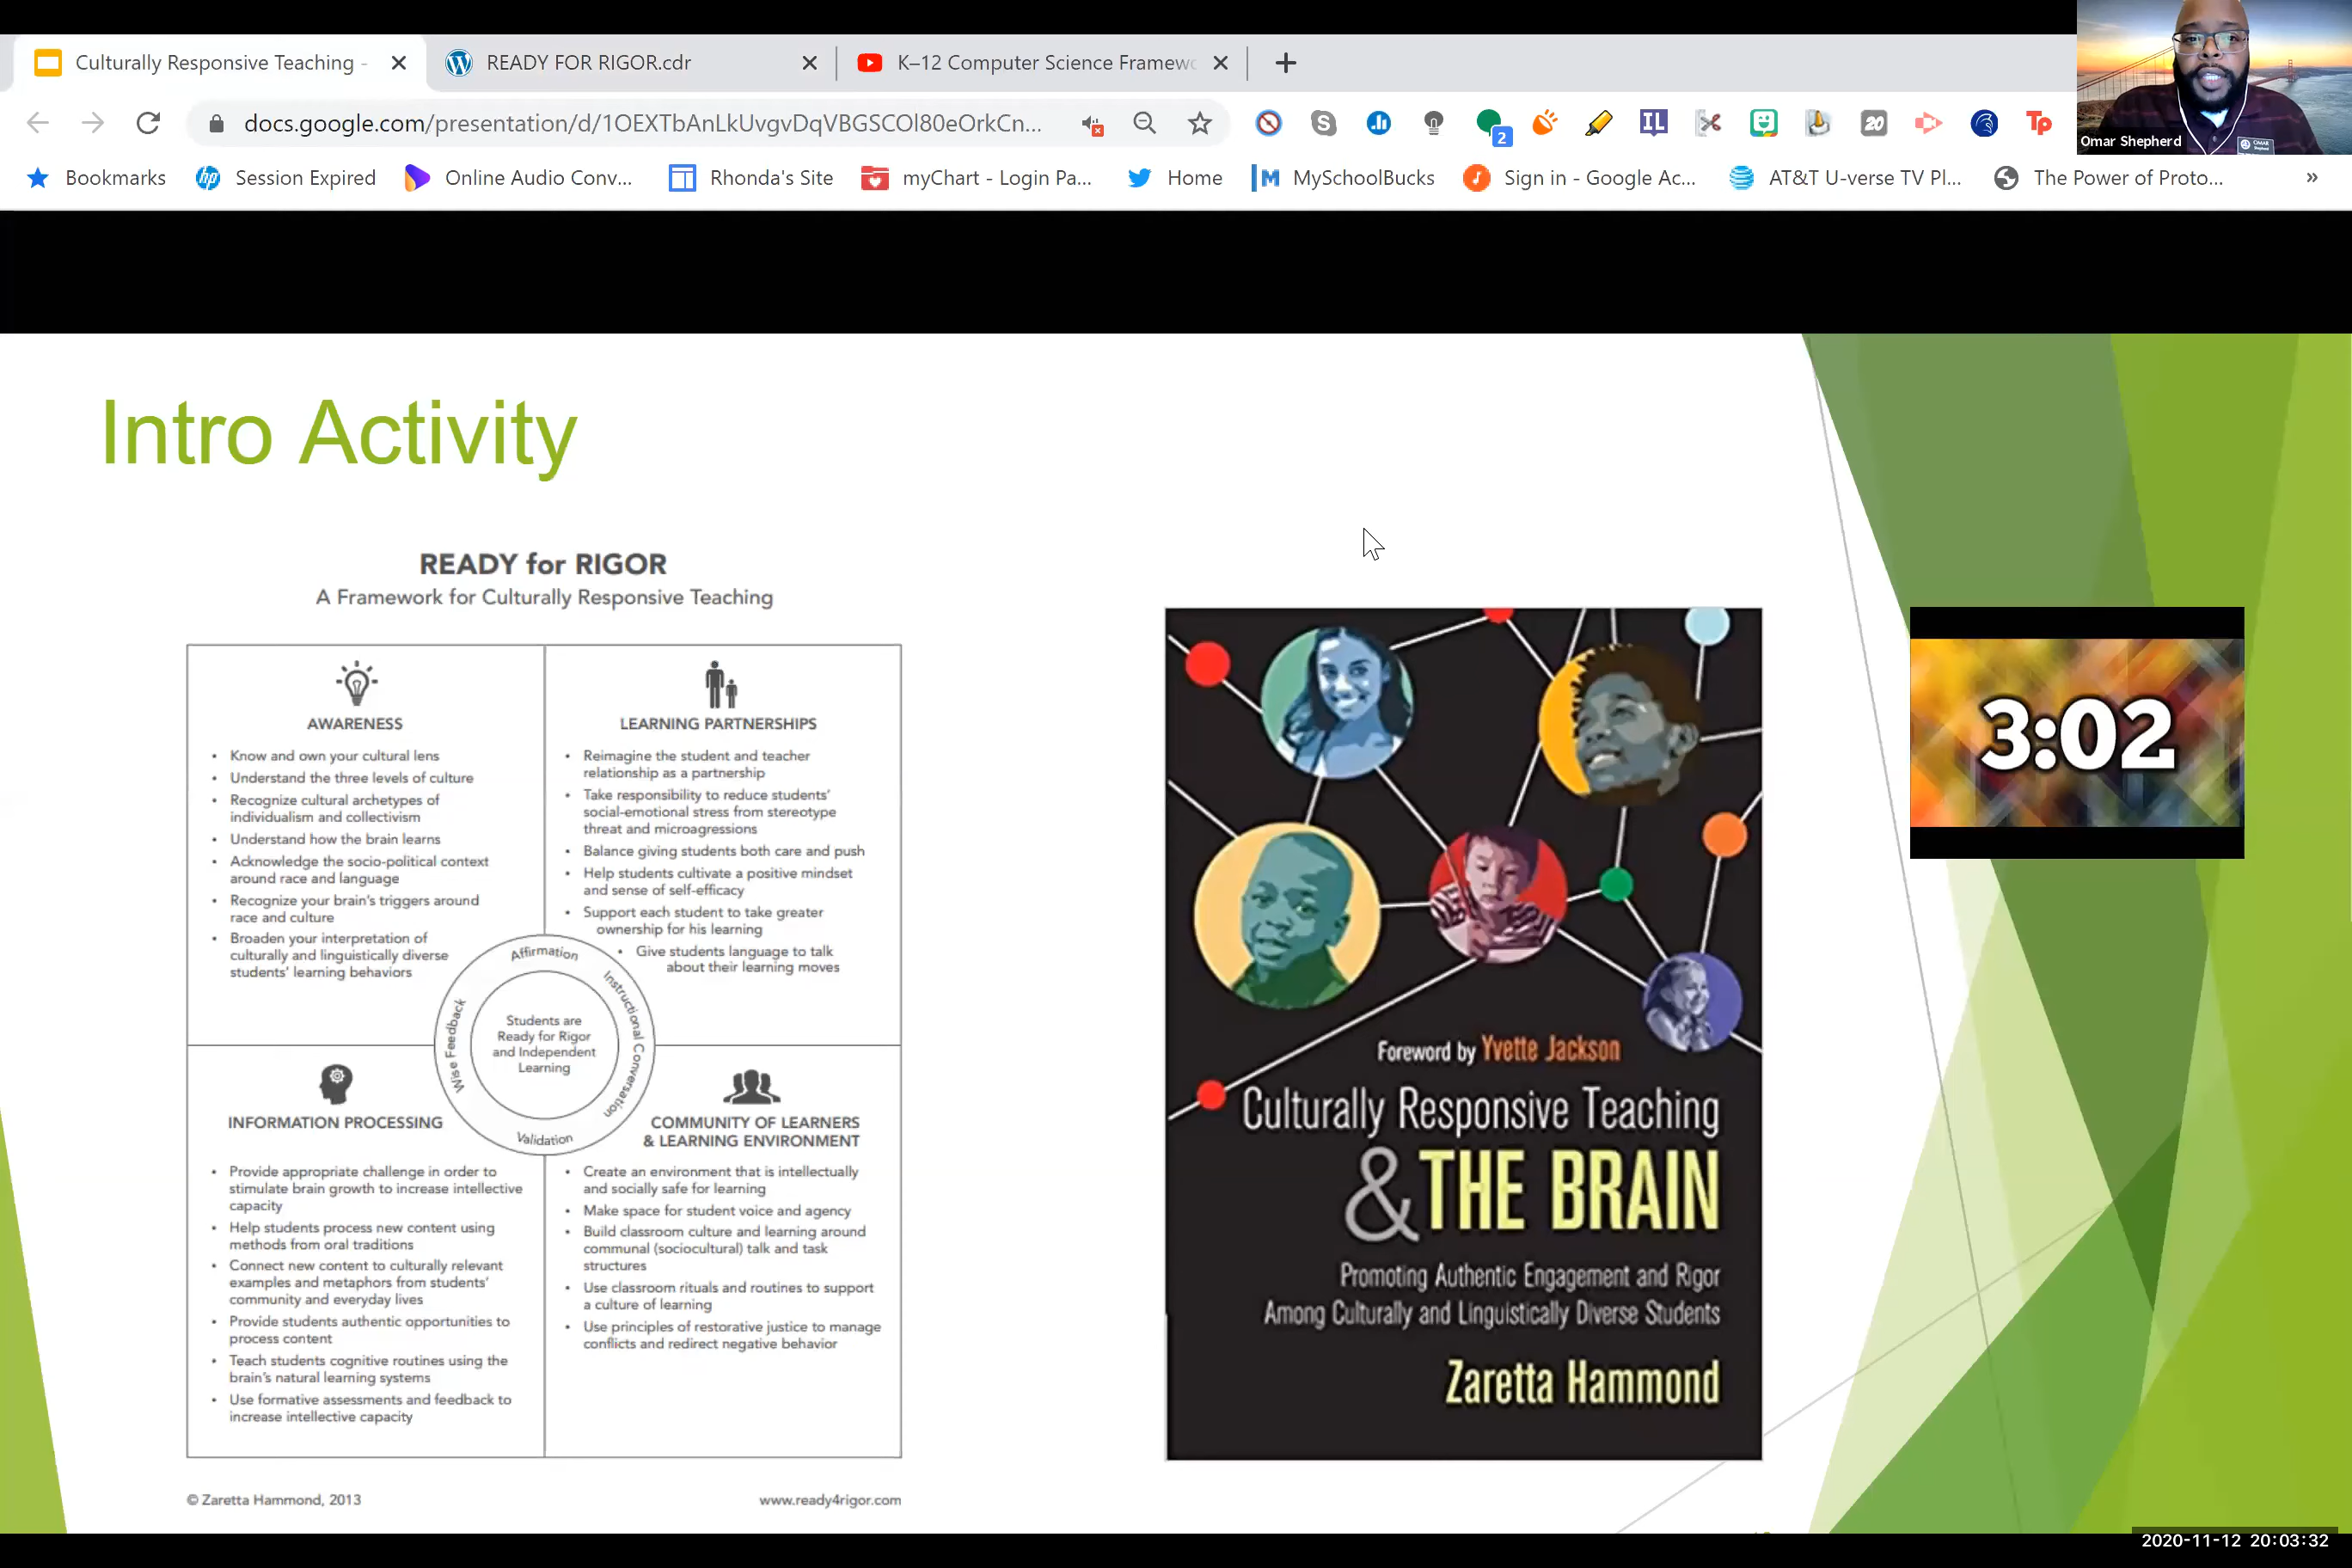 Culturally Responsive Teaching -
READY FOR RIGOR.cdr
K–12 Computer Science Framewo
Omar Shepherd
docs.google.com/presentation/d/1OEXTbAnLkUvgvDqVBGSCOl80eOrkCn...
2
IL
20
Tp
Bookmarks
hp
Session Expired
Online Audio Conv...
Rhonda's Site
myChart - Login Pa...
Home
M
MySchoolBucks
Sign in - Google Ac...
AT&T U-verse TV Pl...
The Power of Proto...
»
Intro Activity
READY for RIGOR
A Framework for Culturally Responsive Teaching
AWARENESS
• Know and own your cultural lens
• Understand the three levels of culture
• Recognize cultural archetypes of
individualism and collectivism
• Understand how the brain learns
• Acknowledge the socio-political context
around race and language
• Recognize your brain's triggers around
race and culture
• Broaden your interpretation of
culturally and linguistically diverse
students' learning behaviors
LEARNING PARTNERSHIPS
• Reimagine the student and teacher
relationship as a partnership
• Take responsibility to reduce students'
social-emotional stress from stereotype
threat and microagressions
• Balance giving students both care and push
• Help students cultivate a positive mindset
and sense of self-efficacy
• Support each student to take greater
ownership for his learning
• Give students language to talk
about their learning moves
Affirmation
Instructional Conversation
Validation
Wise Feedback
Students are
Ready for Rigor
and Independent
Learning
INFORMATION PROCESSING
• Provide appropriate challenge in order to
stimulate brain growth to increase intellective
capacity
• Help students process new content using
methods from oral traditions
• Connect new content to culturally relevant
examples and metaphors from students'
community and everyday lives
• Provide students authentic opportunities to
process content
• Teach students cognitive routines using the
brain's natural learning systems
• Use formative assessments and feedback to
increase intellective capacity
COMMUNITY OF LEARNERS
& LEARNING ENVIRONMENT
• Create an environment that is intellectually
and socially safe for learning
• Make space for student voice and agency
• Build classroom culture and learning around
communal (sociocultural) talk and task
structures
• Use classroom rituals and routines to support
a culture of learning
• Use principles of restorative justice to manage
conflicts and redirect negative behavior
© Zaretta Hammond, 2013
www.ready4rigor.com
Foreword by Yvette Jackson
Culturally Responsive Teaching
& THE BRAIN
Promoting Authentic Engagement and Rigor
Among Culturally and Linguistically Diverse Students
Zaretta Hammond
3:02
2020-11-12 20:03:32